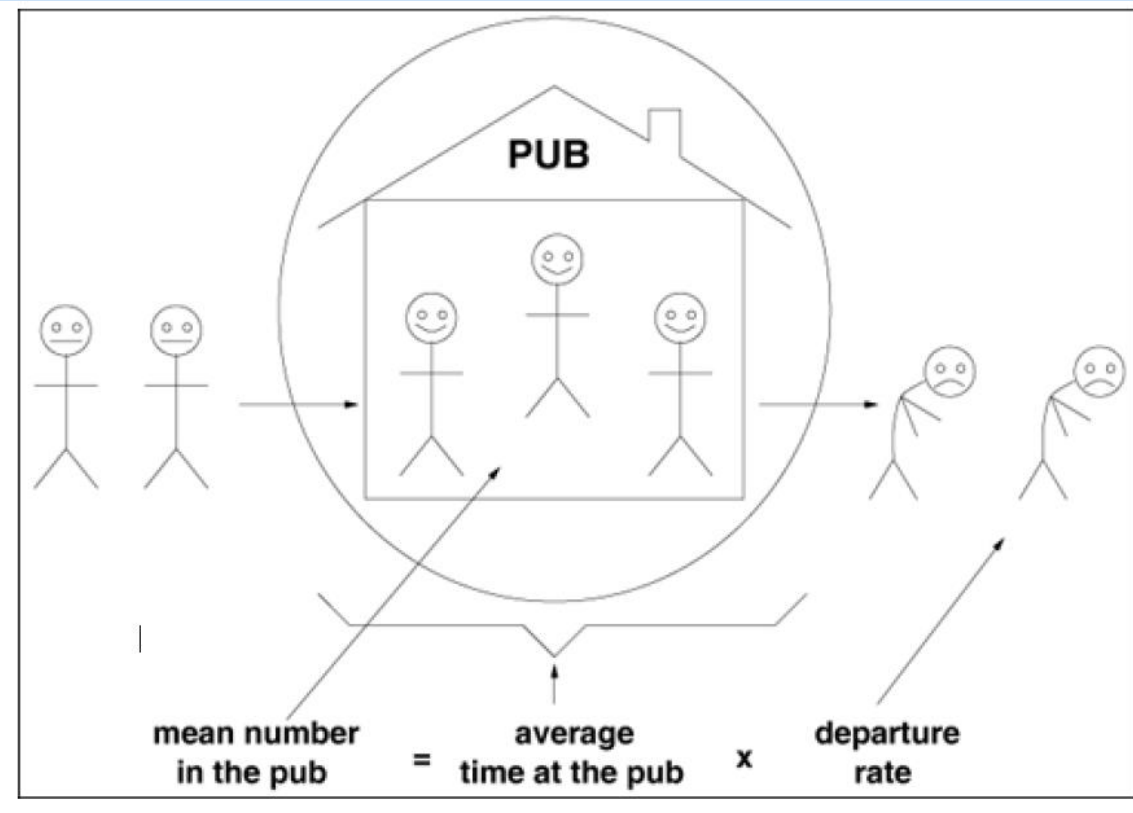 PUB
mean number
in the pub
=
average
time at the pub
x
departure
rate